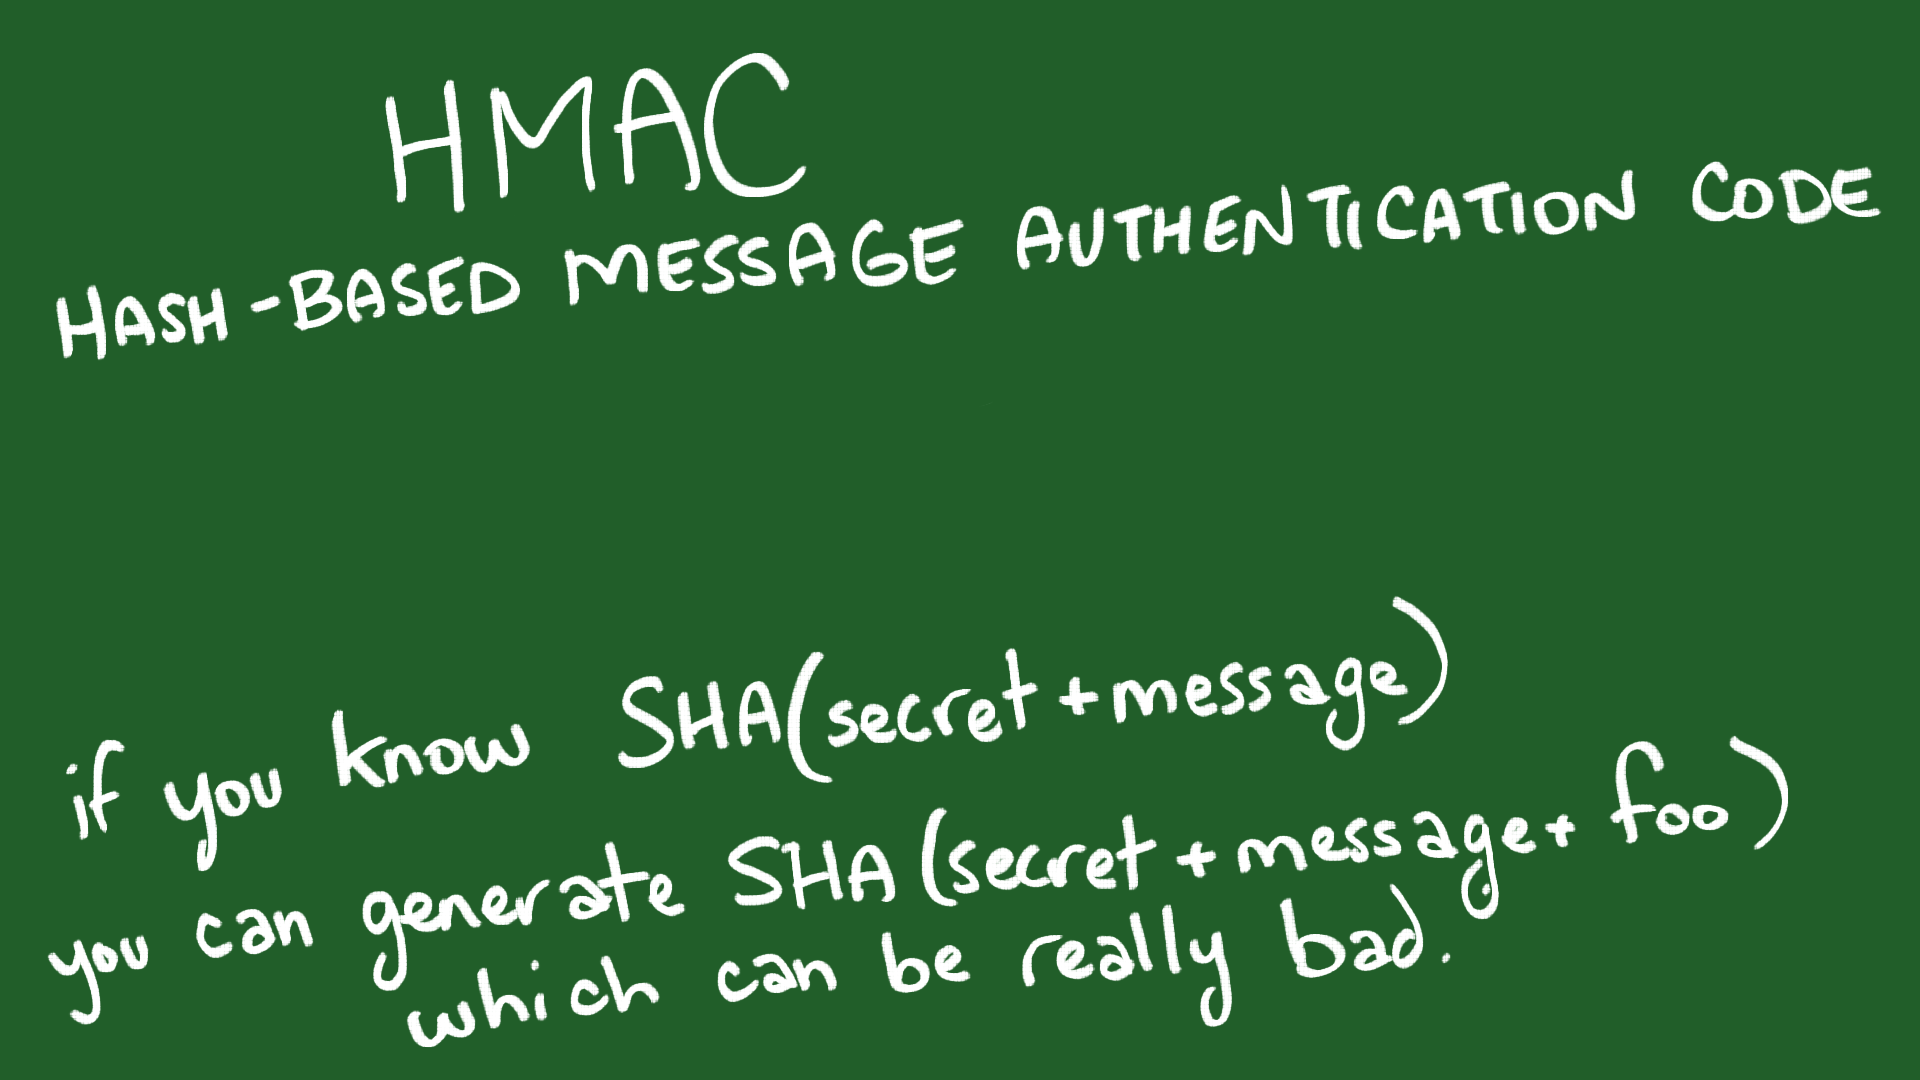 HMAC
HASH-BASED MESSAGE AUTHENTICATION CODE
if you know SHA(secret+message)
you can generate SHA(secret+message+ foo)
which can be really bad.